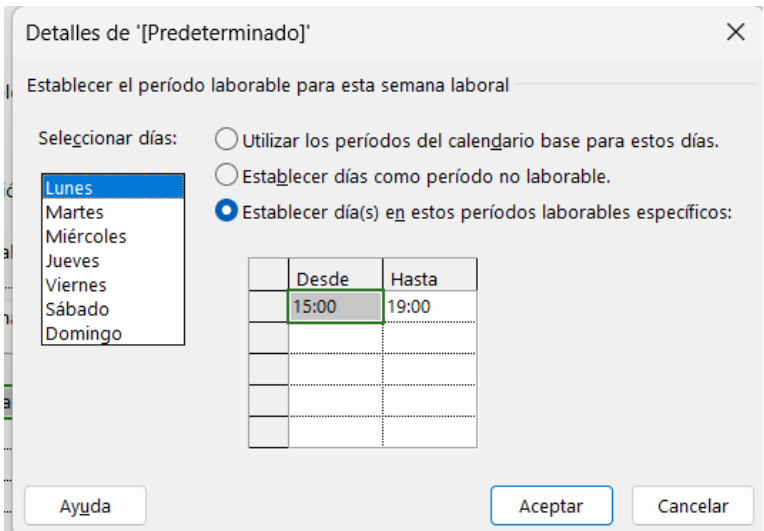 Detalles de '[Predeterminado]'
Establecer el período laborable para esta semana laboral
Seleccionar días:
Utilizar los períodos del calendario base para estos días.
Establecer días como período no laborable.
Establecer día(s) en estos períodos laborables específicos:
Lunes
Martes
Miércoles
Jueves
Viernes
Sábado
Domingo
Desde Hasta
15:00 19:00
Ayuda Aceptar Cancelar